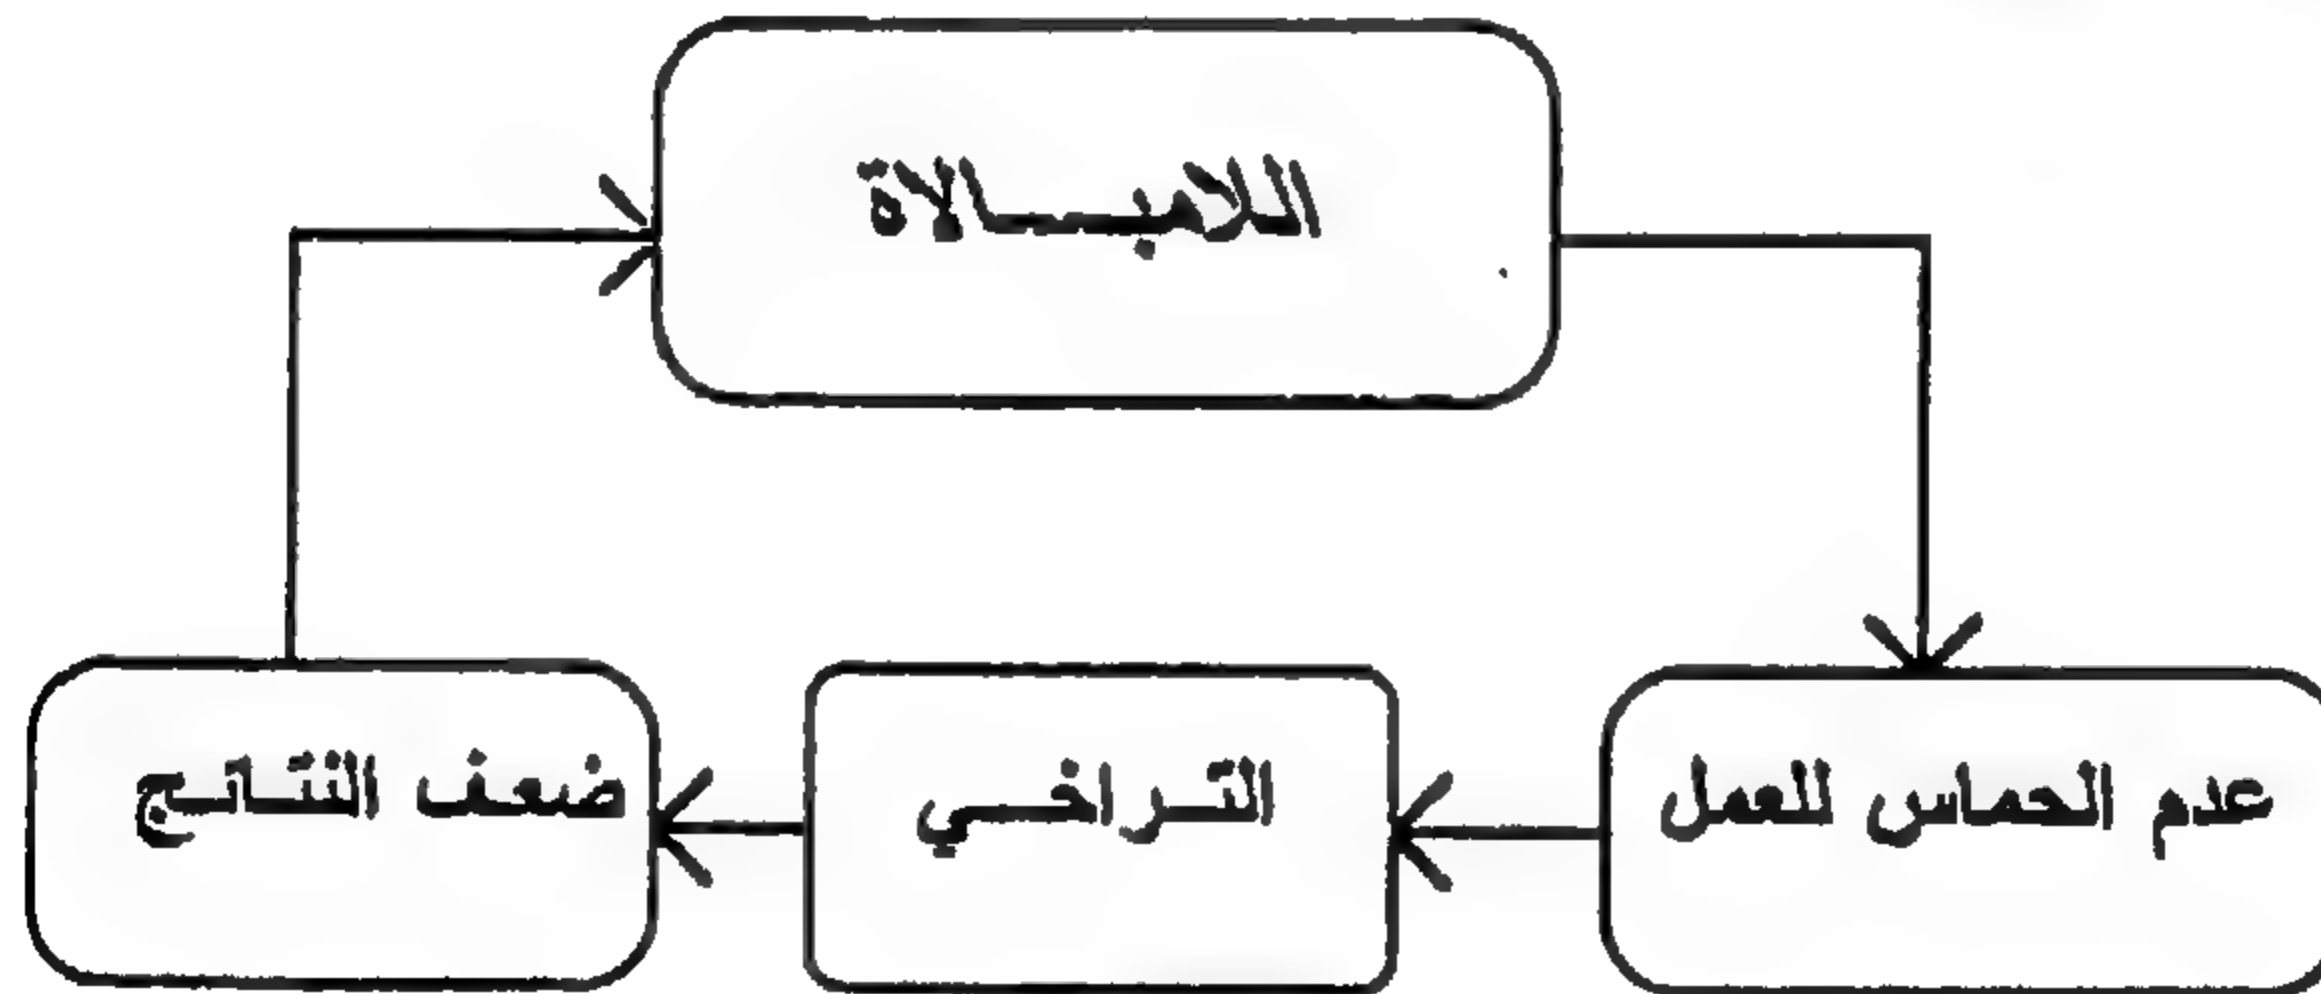 اللامبالاة
عدم الحماس للعمل
التراخي
ضعف النتائج